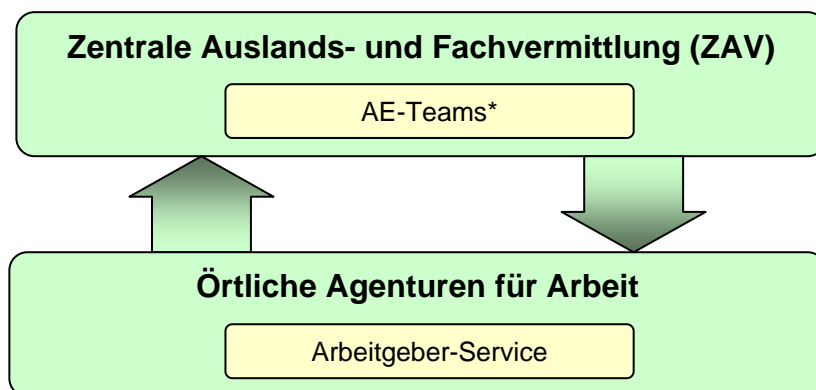 Zentrale Auslands- und Fachvermittlung (ZAV)
AE-Teams*
Örtliche Agenturen für Arbeit
Arbeitgeber-Service